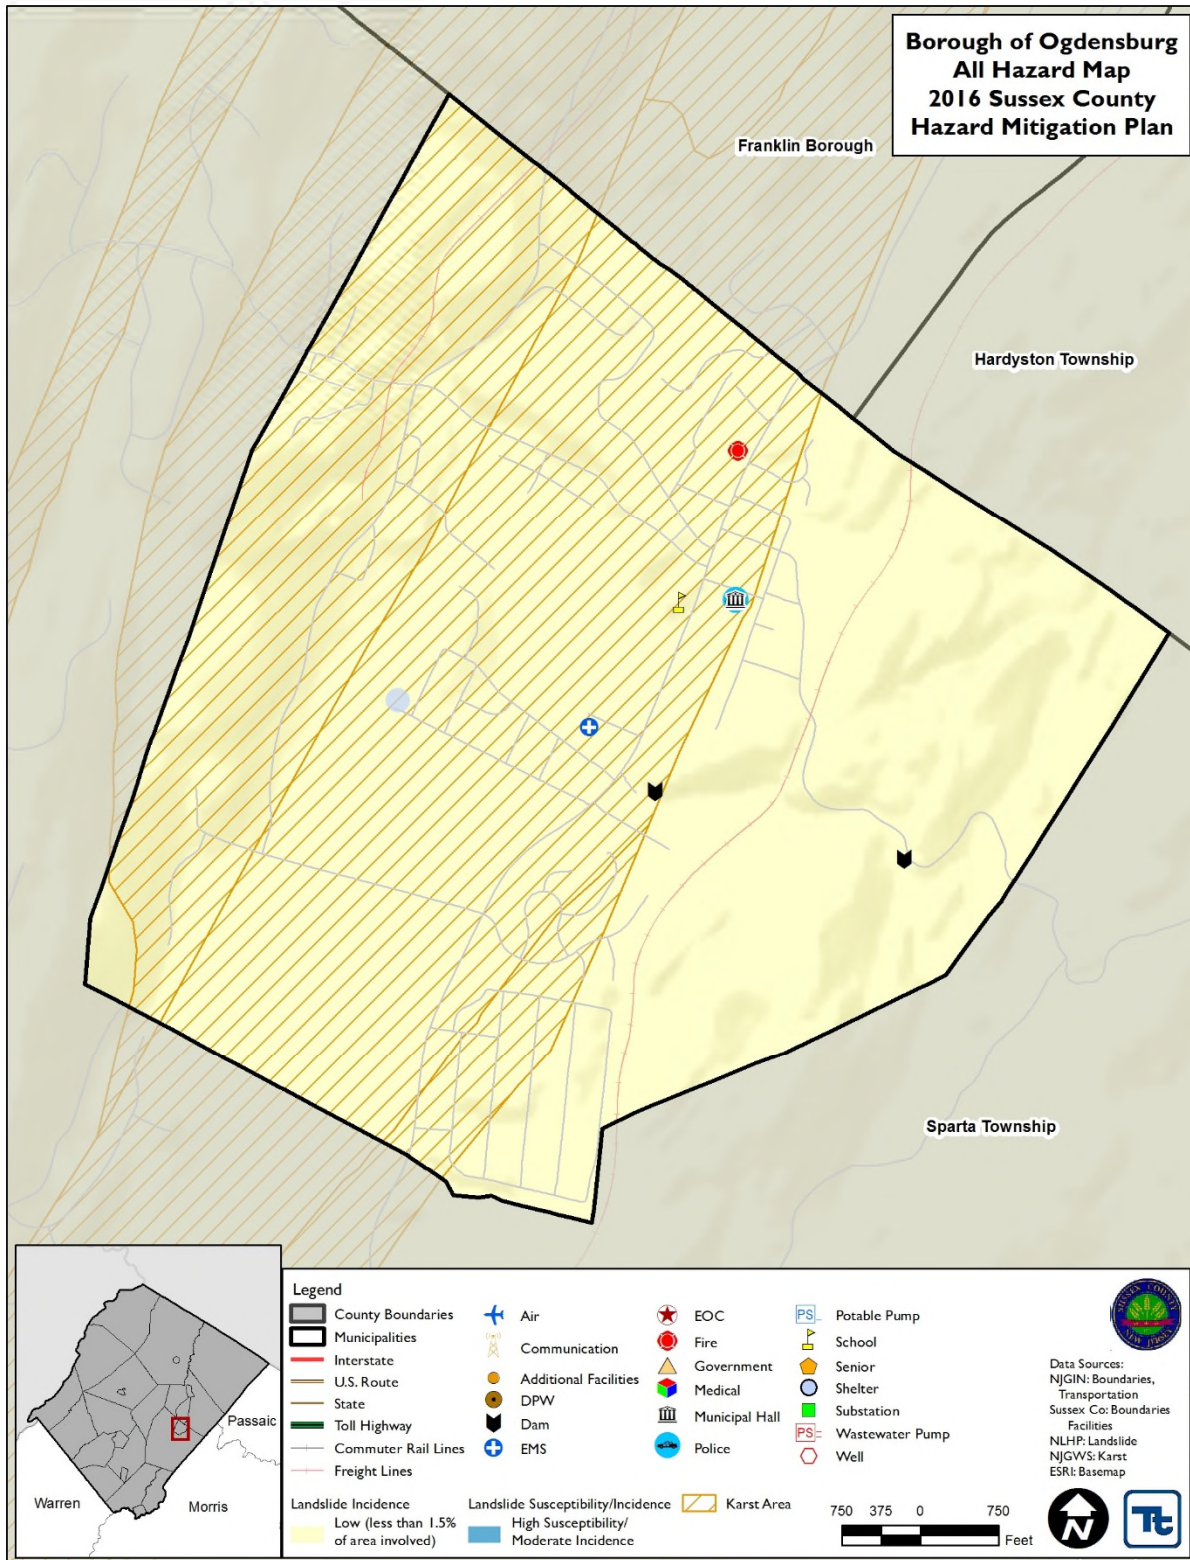 Borough of Ogdensburg
All Hazard Map
2016 Sussex County
Hazard Mitigation Plan
Franklin Borough
Hardyston Township
Sparta Township
Passaic
Warren
Morris
Legend
County Boundaries
Municipalities
Interstate
U.S. Route
State
Toll Highway
Commuter Rail Lines
Freight Lines
Air
Communication
Additional Facilities
DPW
Dam
EMS
EOC
Fire
Government
Medical
Municipal Hall
Police
PS Potable Pump
School
Senior
Shelter
Substation
PS Wastewater Pump
Well
Landslide Incidence
Low (less than 1.5%
of area involved)
Landslide Susceptibility/Incidence
High Susceptibility/
Moderate Incidence
Karst Area
SUSSEX COUNTY
NEW JERSEY
Data Sources:
NJGIN: Boundaries,
Transportation
Sussex Co: Boundaries
Facilities
NLHP: Landslide
NJGWS: Karst
ESRI: Basemap
750 375 0 750
Feet
N
Tt